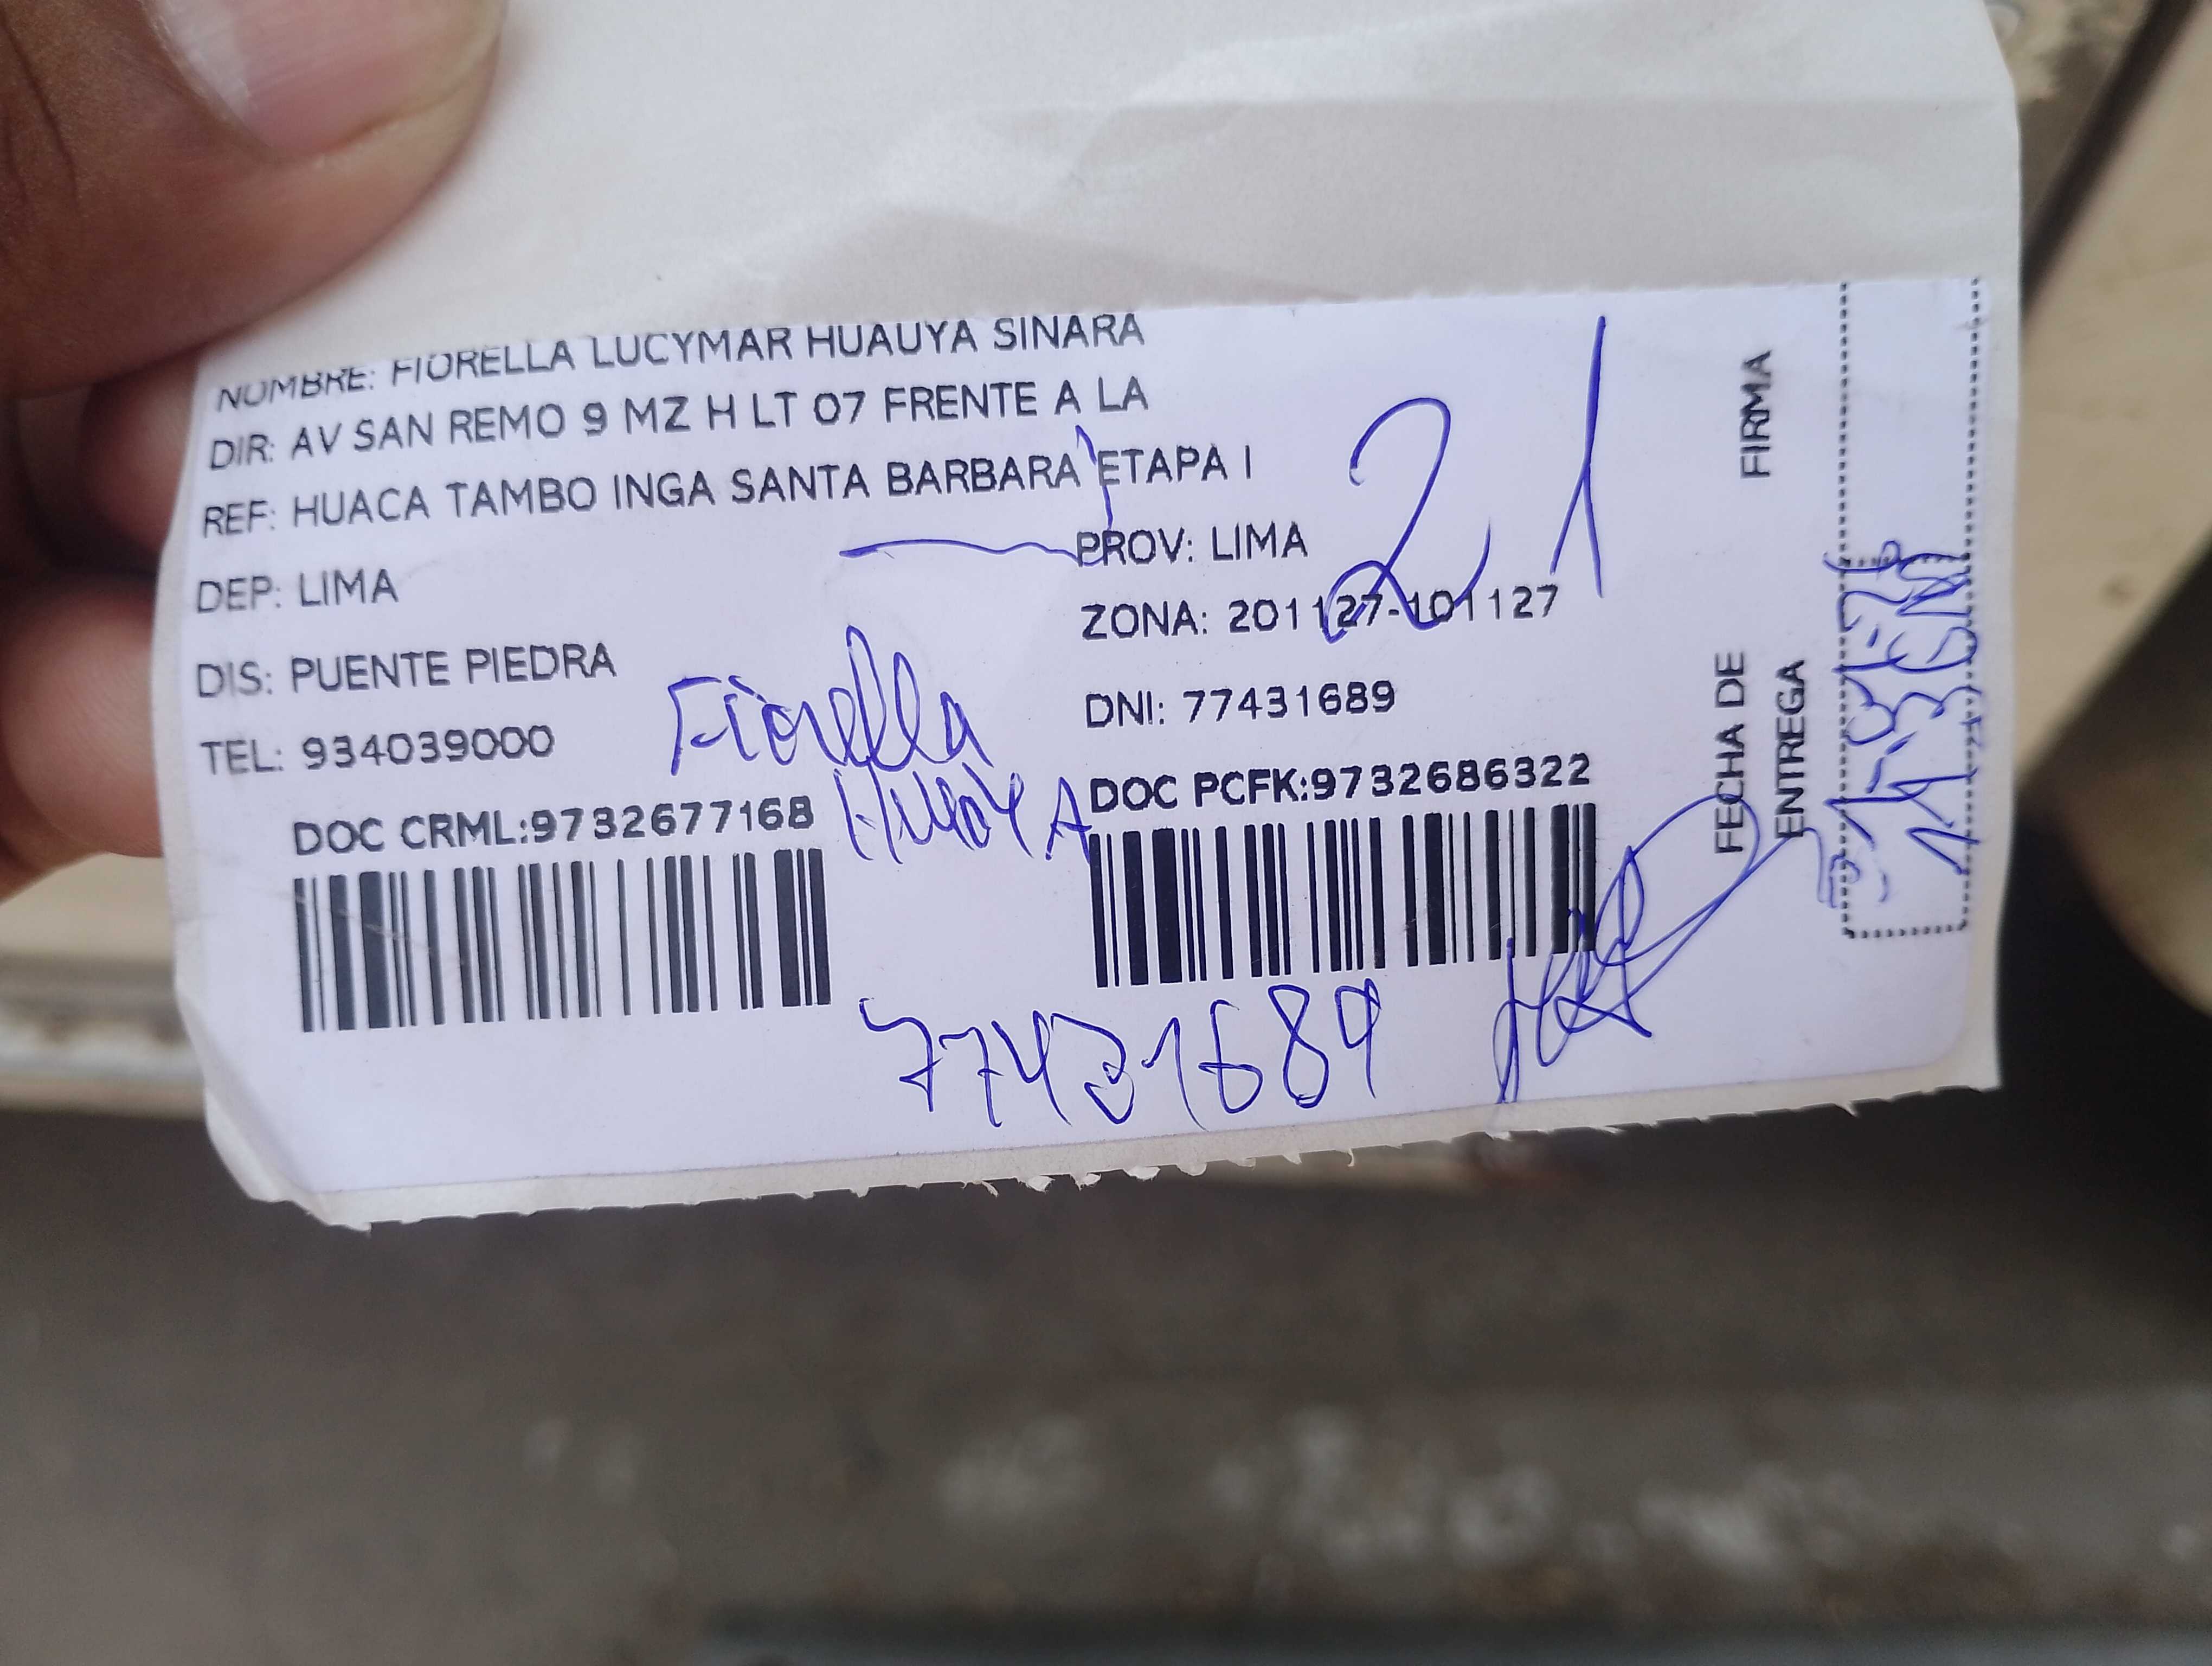 NOMBRE: FIORELLA LUCYMAR HUAUYA SINARA
DIR: AV SAN REMO 9 MZ H LT 07 FRENTE A LA
REF: HUACA TAMBO INGA SANTA BARBARA ETAPA I
DEP: LIMA
PROV: LIMA
21
ZONA: 201127-101127
DIS: PUENTE PIEDRA
DNI: 77431689
TEL: 934039000
Fiorella
HUAUYA
DOC CRML:9732677168
DOC PCFK:9732686322
77431689
FIRMA
FECHA DE
ENTREGA